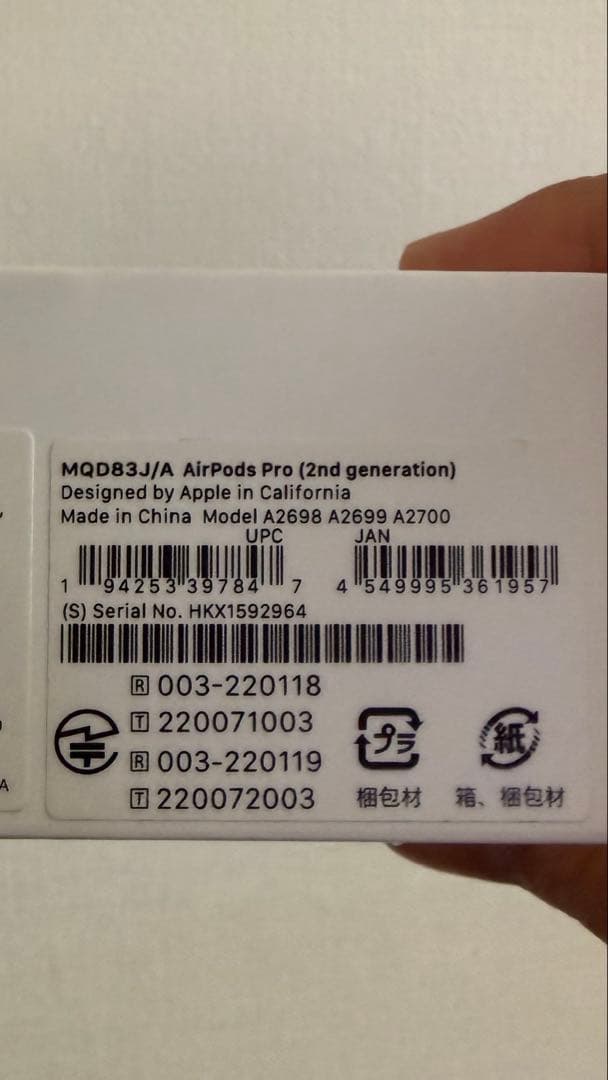 MQD83J/A AirPods Pro (2nd generation)
Designed by Apple in California
Made in China Model A2698 A2699 A2700
UPC JAN
1 94253 39784 7 4 549995 361957
(S) Serial No. HKX1592964
R 003-220118
T 220071003
R 003-220119
T 220072003
プラ
紙
梱包材
箱、梱包材
A